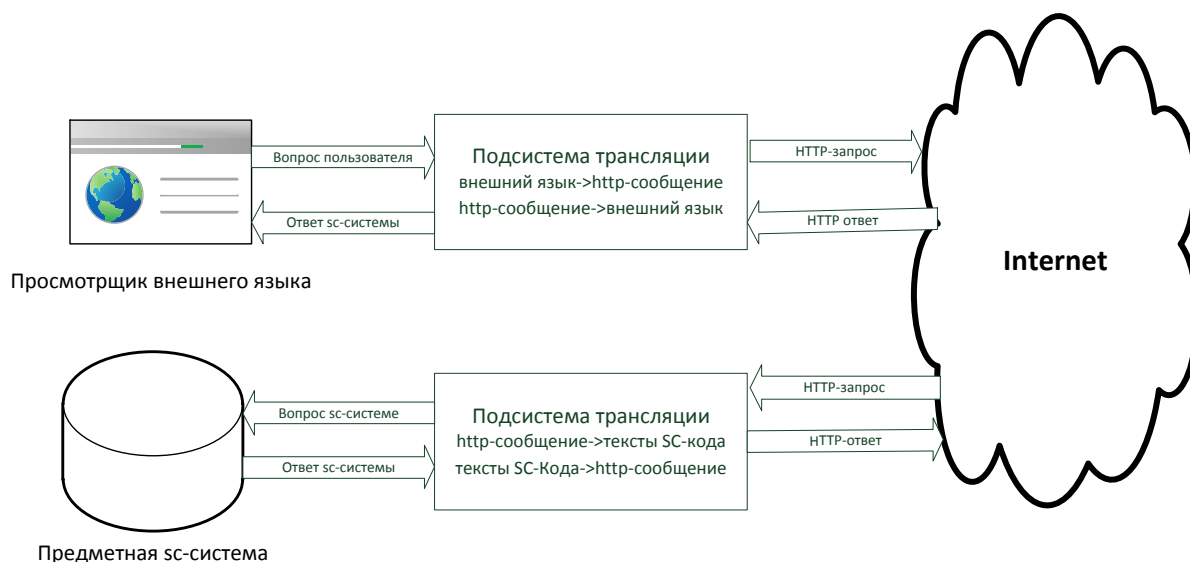 Вопрос пользователя
Ответ sc-системы
Просмотрщик внешнего языка
Подсистема трансляции
внешний язык->http-сообщение
http-сообщение->внешний язык
HTTP-запрос
HTTP ответ
Internet
Вопрос sc-системе
Ответ sc-системы
Предметная sc-система
Подсистема трансляции
http-сообщение->тексты SC-кода
тексты SC-Кода->http-сообщение
HTTP-запрос
HTTP-ответ